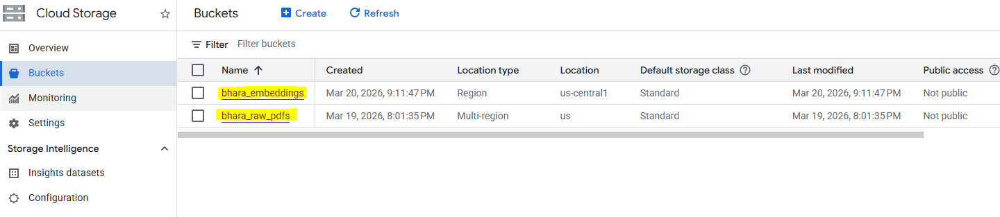 Cloud Storage
Buckets Create Refresh
Overview
Buckets
Monitoring
Settings
Storage Intelligence
Insights datasets
Configuration
Filter Filter buckets
Name Created Location type Location Default storage class Last modified Public access
bhara_embeddings Mar 20, 2026, 9:11:47 PM Region us-central1 Standard Mar 20, 2026, 9:11:47 PM Not public
bhara_raw_pdfs Mar 19, 2026, 8:01:35 PM Multi-region us Standard Mar 19, 2026, 8:01:35 PM Not public